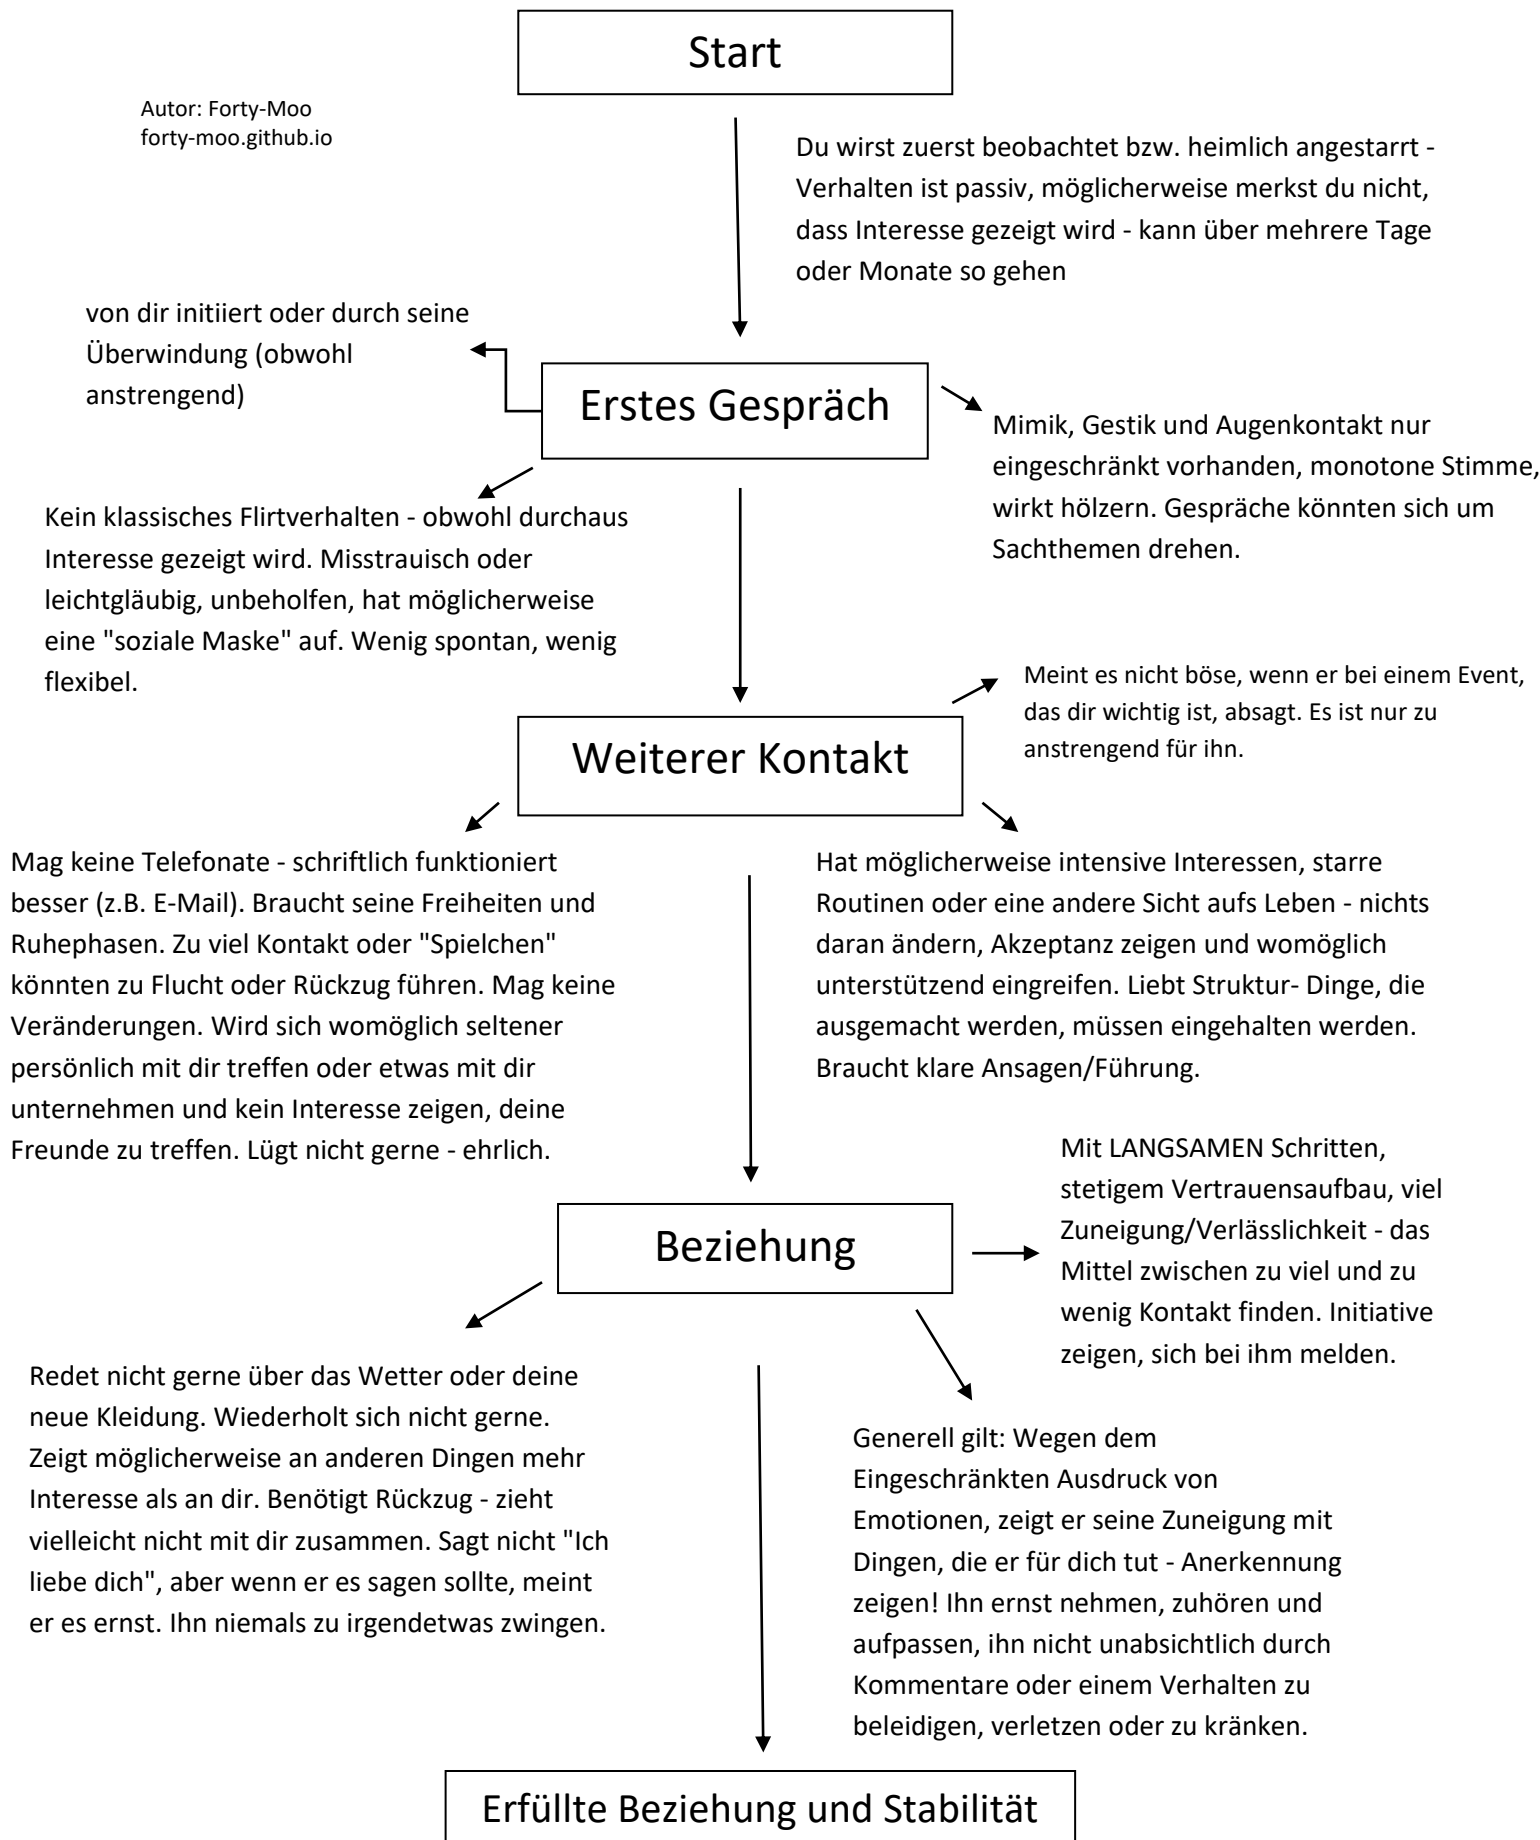 Start
Autor: Forty-Moo
forty-moo.github.io
Du wirst zuerst beobachtet bzw. heimlich angestarrt -
Verhalten ist passiv, möglicherweise merkst du nicht,
dass Interesse gezeigt wird - kann über mehrere Tage
oder Monate so gehen
von dir initiiert oder durch seine
Überwindung (obwohl
anstrengend)
Erstes Gespräch
Mimik, Gestik und Augenkontakt nur
eingeschränkt vorhanden, monotone Stimme,
wirkt hölzern. Gespräche könnten sich um
Sachthemen drehen.
Kein klassisches Flirtverhalten - obwohl durchaus
Interesse gezeigt wird. Misstrauisch oder
leichtgläubig, unbeholfen, hat möglicherweise
eine "soziale Maske" auf. Wenig spontan, wenig
flexibel.
Meint es nicht böse, wenn er bei einem Event,
das dir wichtig ist, absagt. Es ist nur zu
anstrengend für ihn.
Weiterer Kontakt
Mag keine Telefonate - schriftlich funktioniert
besser (z.B. E-Mail). Braucht seine Freiheiten und
Ruhephasen. Zu viel Kontakt oder "Spielchen"
könnten zu Flucht oder Rückzug führen. Mag keine
Veränderungen. Wird sich womöglich seltener
persönlich mit dir treffen oder etwas mit dir
unternehmen und kein Interesse zeigen, deine
Freunde zu treffen. Lügt nicht gerne - ehrlich.
Hat möglicherweise intensive Interessen, starre
Routinen oder eine andere Sicht aufs Leben - nichts
daran ändern, Akzeptanz zeigen und womöglich
unterstützend eingreifen. Liebt Struktur- Dinge, die
ausgemacht werden, müssen eingehalten werden.
Braucht klare Ansagen/Führung.
Beziehung
Mit LANGSAMEN Schritten,
stetigem Vertrauensaufbau, viel
Zuneigung/Verlässlichkeit - das
Mittel zwischen zu viel und zu
wenig Kontakt finden. Initiative
zeigen, sich bei ihm melden.
Redet nicht gerne über das Wetter oder deine
neue Kleidung. Wiederholt sich nicht gerne.
Zeigt möglicherweise an anderen Dingen mehr
Interesse als an dir. Benötigt Rückzug - zieht
vielleicht nicht mit dir zusammen. Sagt nicht "Ich
liebe dich", aber wenn er es sagen sollte, meint
er es ernst. Ihn niemals zu irgendetwas zwingen.
Generell gilt: Wegen dem
Eingeschränkten Ausdruck von
Emotionen, zeigt er seine Zuneigung mit
Dingen, die er für dich tut - Anerkennung
zeigen! Ihn ernst nehmen, zuhören und
aufpassen, ihn nicht unabsichtlich durch
Kommentare oder einem Verhalten zu
beleidigen, verletzen oder zu kränken.
Erfüllte Beziehung und Stabilität